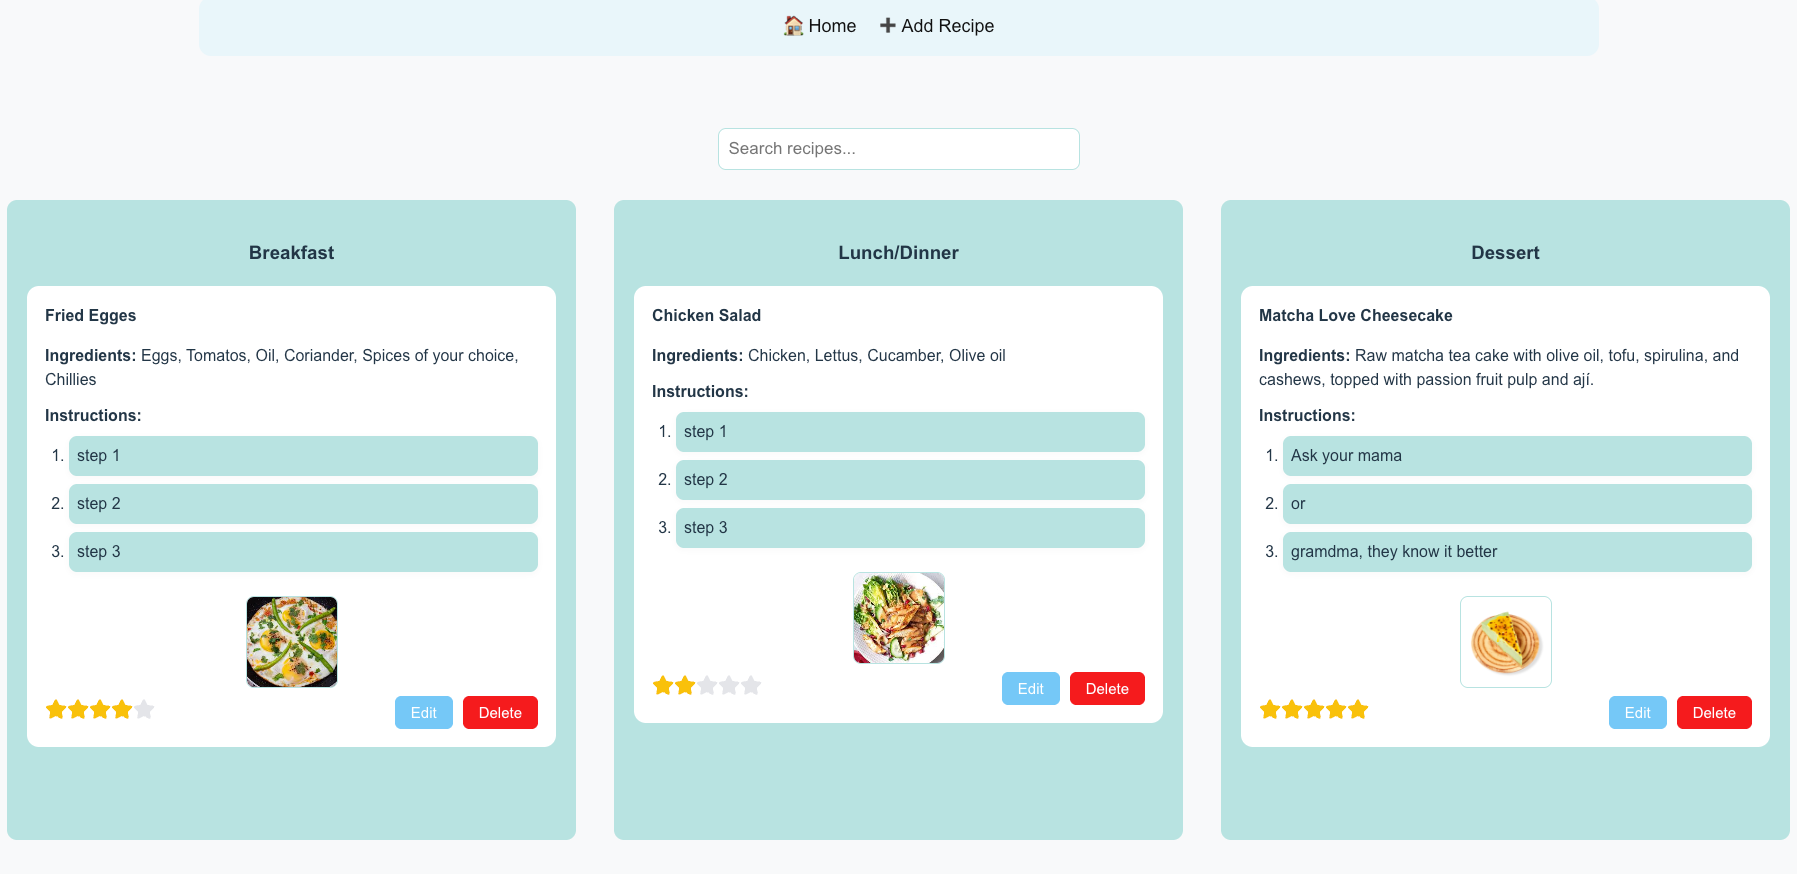 🏠 Home ➕ Add Recipe
Search recipes...
Breakfast
Fried Egges
Ingredients: Eggs, Tomatos, Oil, Coriander, Spices of your choice,
Chillies
Instructions:
1. step 1
2. step 2
3. step 3
Edit Delete
Lunch/Dinner
Chicken Salad
Ingredients: Chicken, Lettus, Cucamber, Olive oil
Instructions:
1. step 1
2. step 2
3. step 3
Edit Delete
Dessert
Matcha Love Cheesecake
Ingredients: Raw matcha tea cake with olive oil, tofu, spirulina, and
cashews, topped with passion fruit pulp and ají.
Instructions:
1. Ask your mama
2. or
3. gramdma, they know it better
Edit Delete